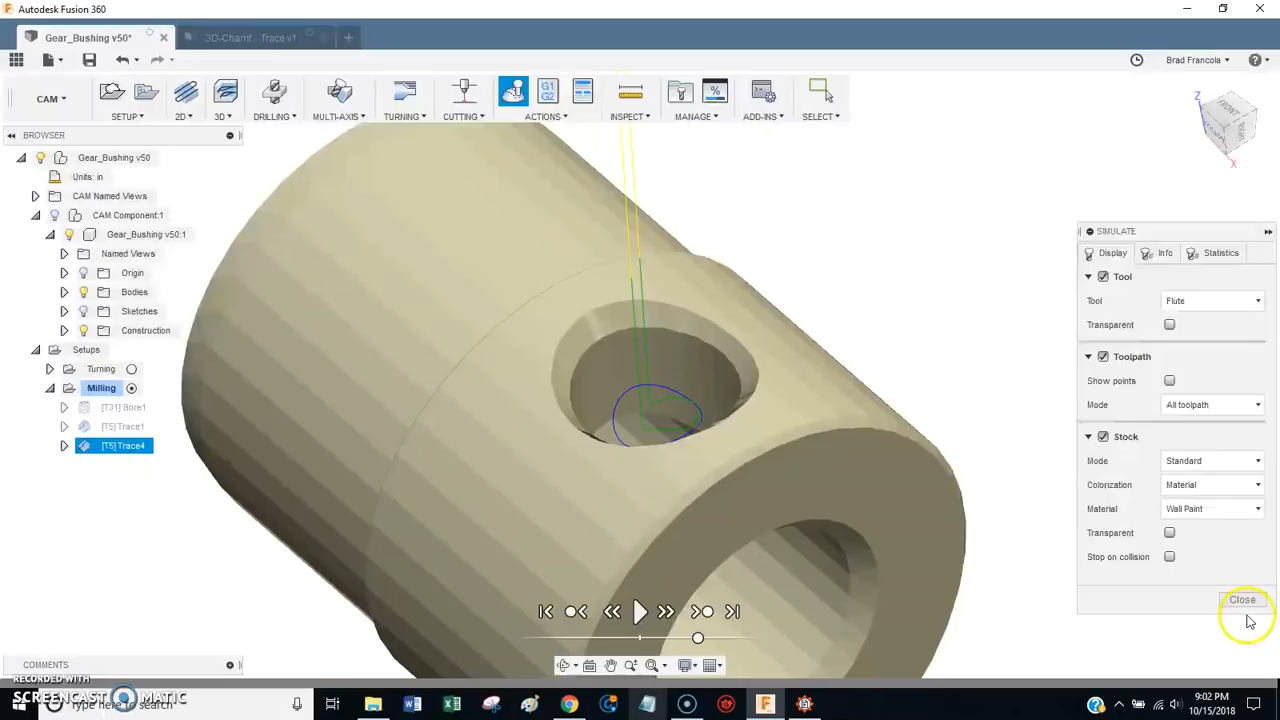 Autodesk Fusion 360
Gear_Bushing v50*
3D-Chamf... Trace v1
Brad Francola
CAM
SETUP
2D
3D
DRILLING
MULTI-AXIS
TURNING
CUTTING
ACTIONS
G1
G2
INSPECT
MANAGE
ADD-INS
SELECT
Z
FRONT
X
BROWSER
Gear_Bushing v50
Units: in
CAM Named Views
CAM Component:1
Gear_Bushing v50:1
Named Views
Origin
Bodies
Sketches
Construction
Setups
Turning
Milling
[T31] Bore1
[T5] Trace1
[T5] Trace4
SIMULATE
Display
Info
Statistics
Tool
Tool
Flute
Transparent
Toolpath
Show points
Mode
All toolpath
Stock
Mode
Standard
Colorization
Material
Material
Wall Paint
Transparent
Stop on collision
Close
COMMENTS
RECORDED WITH
SCREENCAST MATIC
Type here to search
9:02 PM
10/15/2018